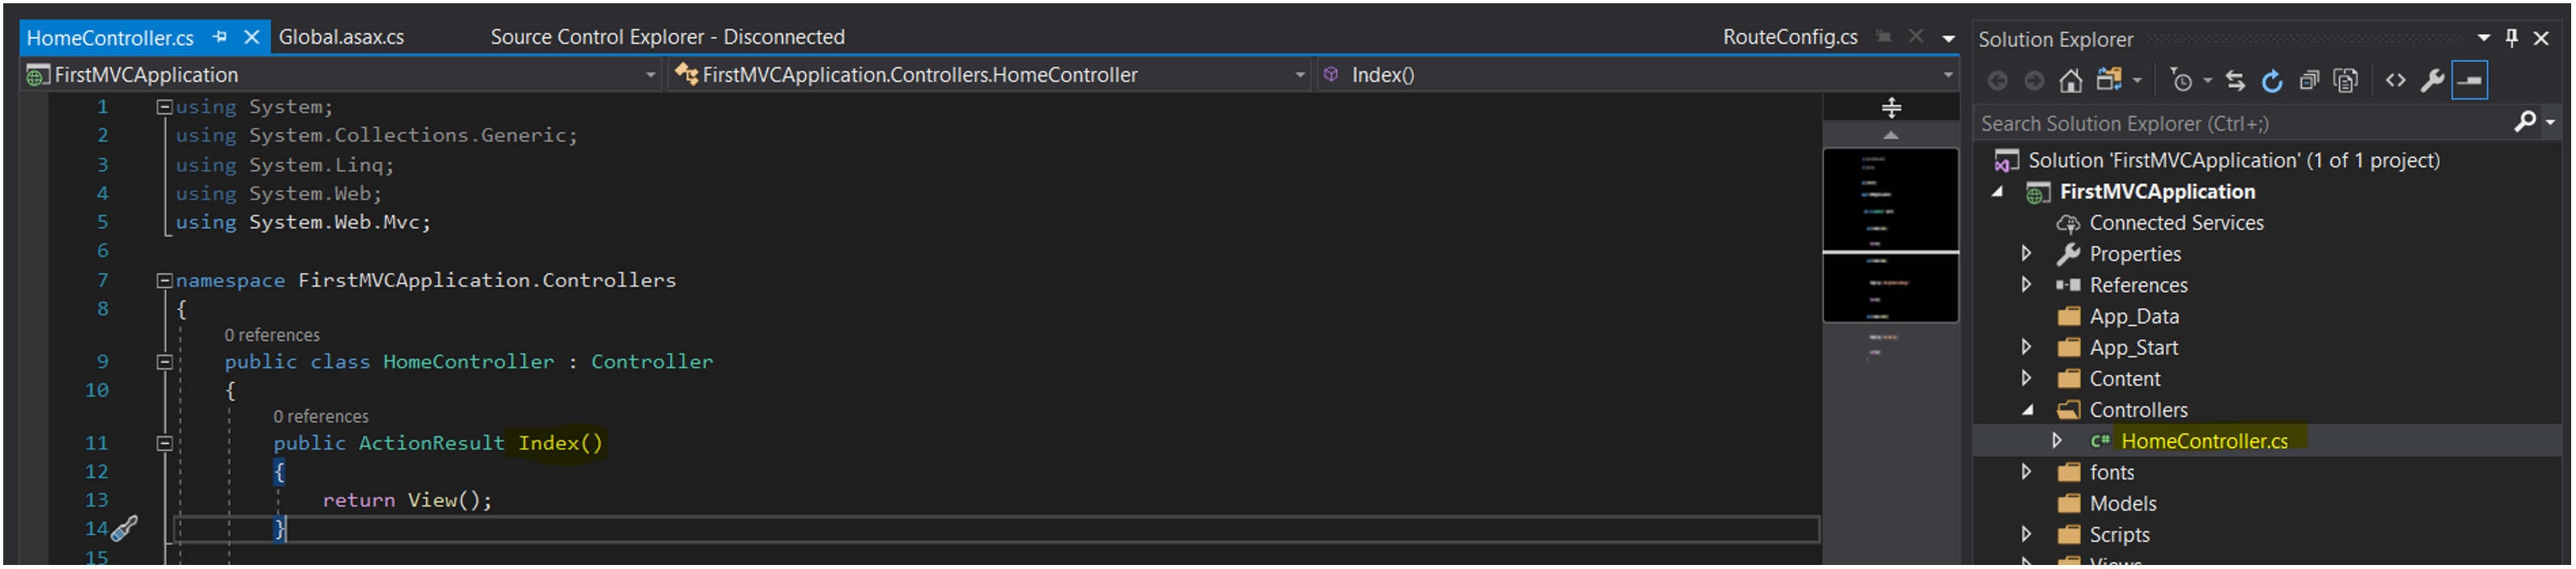 HomeController.cs
Global.asax.cs
Source Control Explorer - Disconnected
RouteConfig.cs
FirstMVCApplication
FirstMVCApplication.Controllers.HomeController
Index()
1 using System;
2 using System.Collections.Generic;
3 using System.Linq;
4 using System.Web;
5 using System.Web.Mvc;
6
7 namespace FirstMVCApplication.Controllers
8 {
0 references
9 public class HomeController : Controller
10 {
0 references
11 public ActionResult Index()
12 {
13 return View();
14 }
15
Solution Explorer
Search Solution Explorer (Ctrl+;)
Solution 'FirstMVCApplication' (1 of 1 project)
FirstMVCApplication
Connected Services
Properties
References
App_Data
App_Start
Content
Controllers
C# HomeController.cs
fonts
Models
Scripts
Views